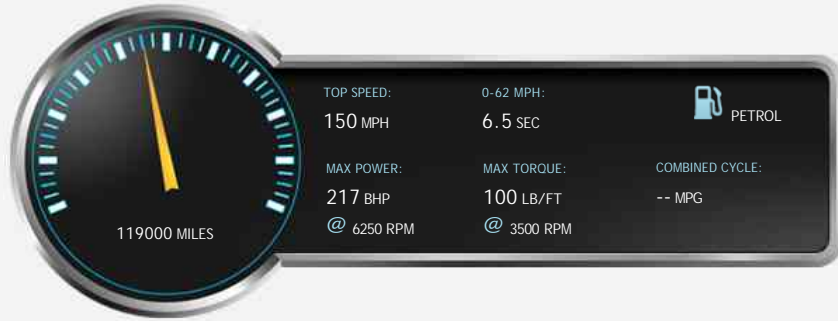 119000 MILES
TOP SPEED:
150 MPH
0-62 MPH:
6.5 SEC
PETROL
MAX POWER:
217 BHP
@ 6250 RPM
MAX TORQUE:
100 LB/FT
@ 3500 RPM
COMBINED CYCLE:
-- MPG